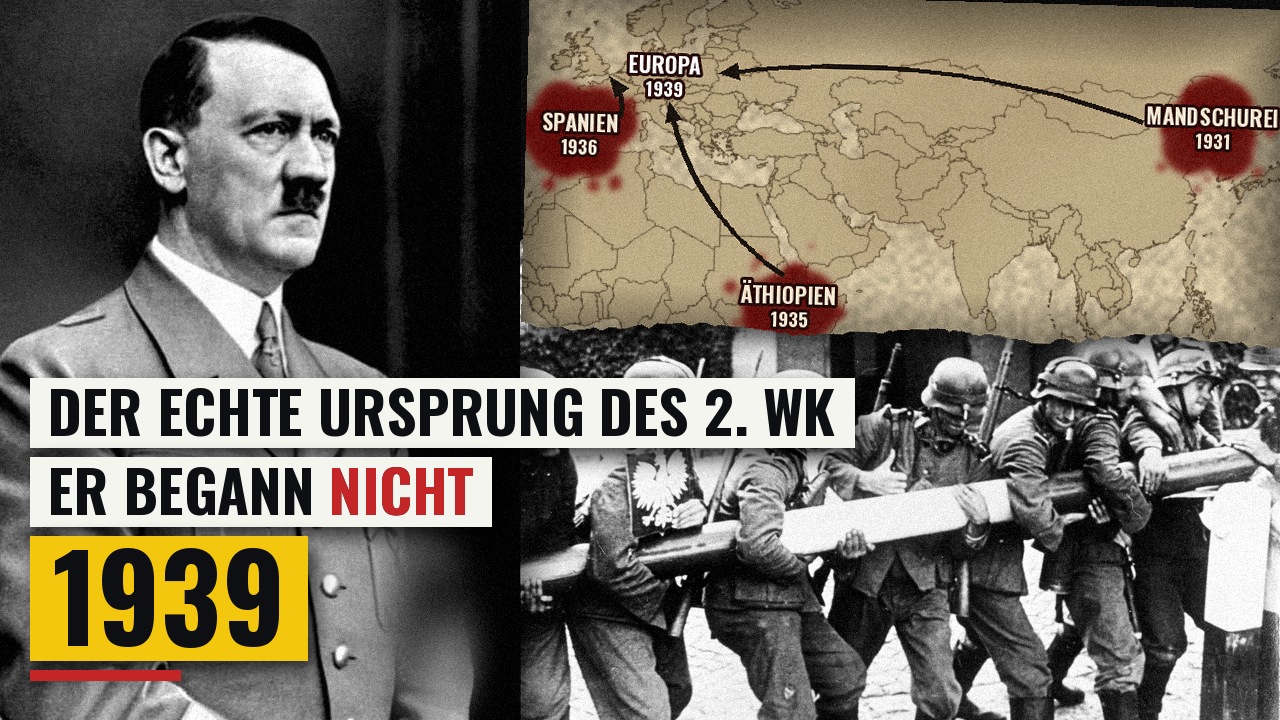 EUROPA
1939
SPANIEN
1936
MANDSCHUREI
1931
ÄTHIOPIEN
1935
DER ECHTE URSPRUNG DES 2. WK
ER BEGANN NICHT
1939